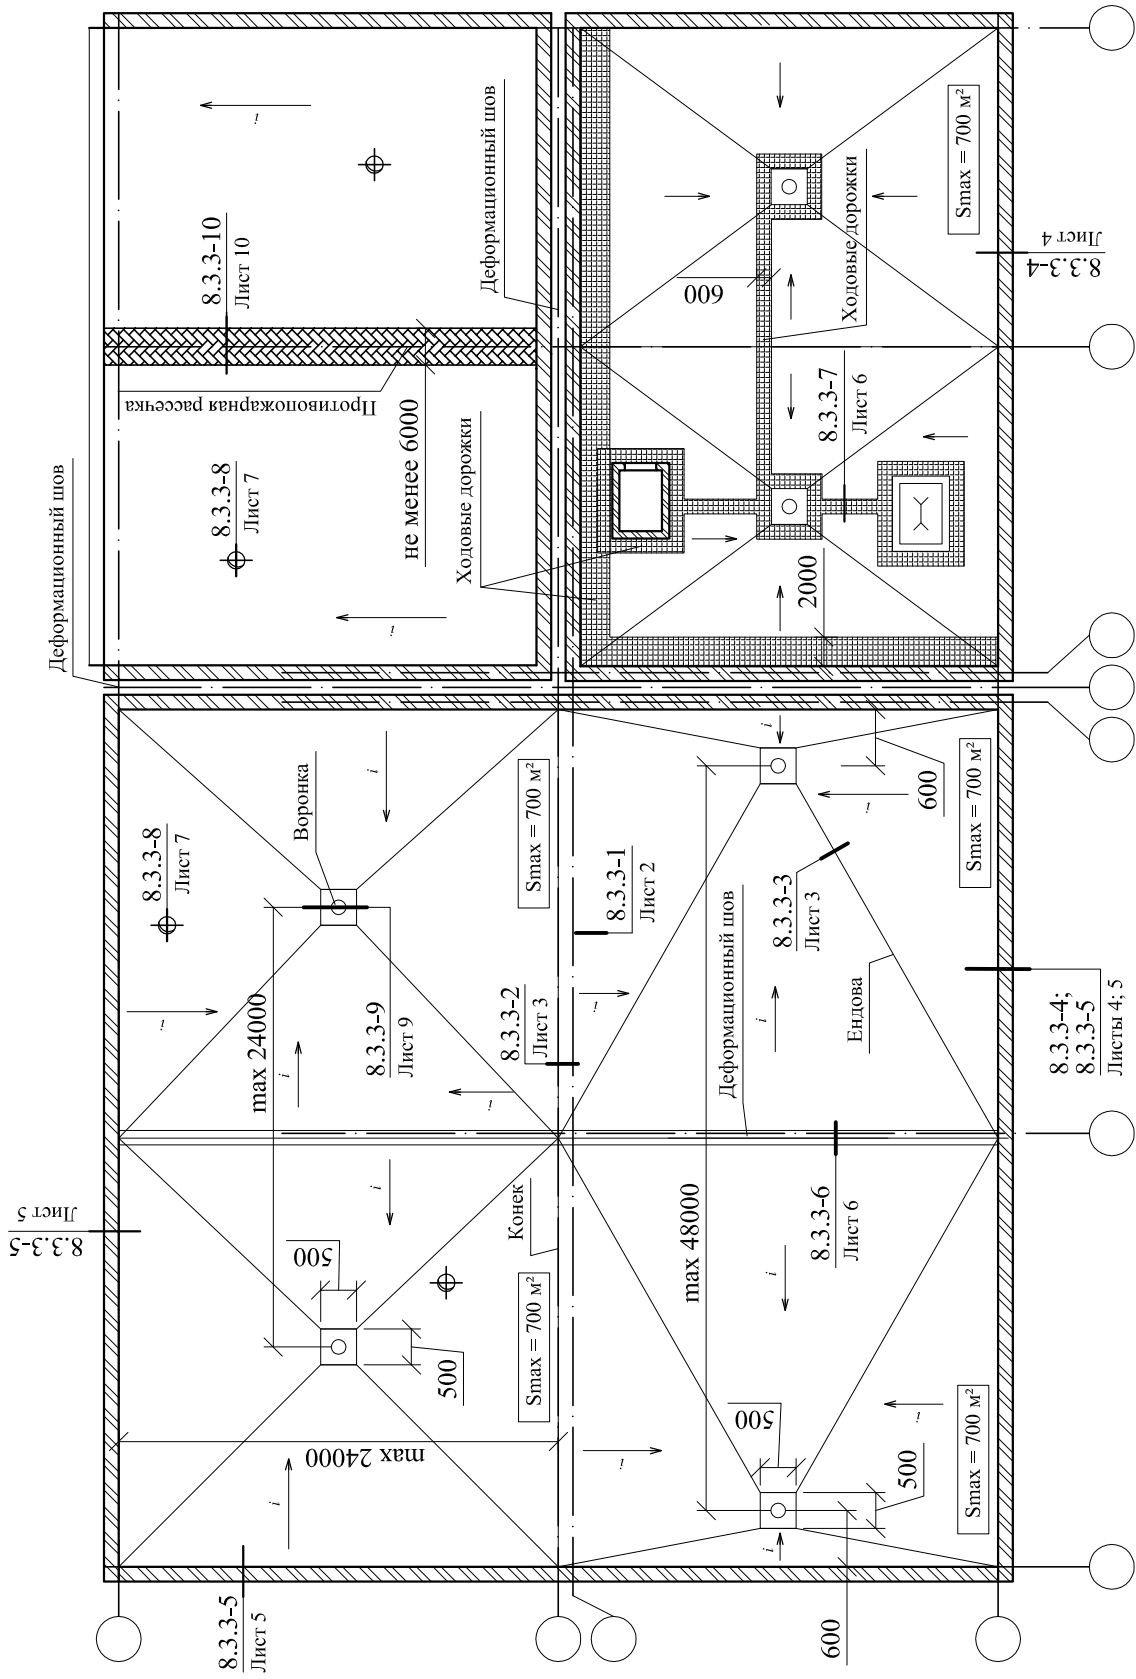 i
8.3.3-10
Лист 10
Деформационный шов
Противопожарная рассечка
8.3.3-8
Лист 7
не менее 6000
Ходовые дорожки
i
Деформационный шов
Smax = 700 м²
Ходовые дорожки
600
8.3.3-4
Лист 4
8.3.3-7
Лист 6
2000
i
Воронка
8.3.3-8
Лист 7
Smax = 700 м²
i
600
i
Smax = 700 м²
8.3.3-1
Лист 2
8.3.3-3
Лист 3
Деформационный шов
i
max 24000
i
8.3.3-9
Лист 9
8.3.3-2
Лист 3
i
i
i
Ендова
8.3.3-4;
8.3.3-5
Листы 4; 5
8.3.3-5
Лист 5
i
Конек
max 48000
8.3.3-6
Лист 6
500
500
Smax = 700 м²
i
max 24000
i
i
500
500
i
Smax = 700 м²
i
600
8.3.3-5
Лист 5